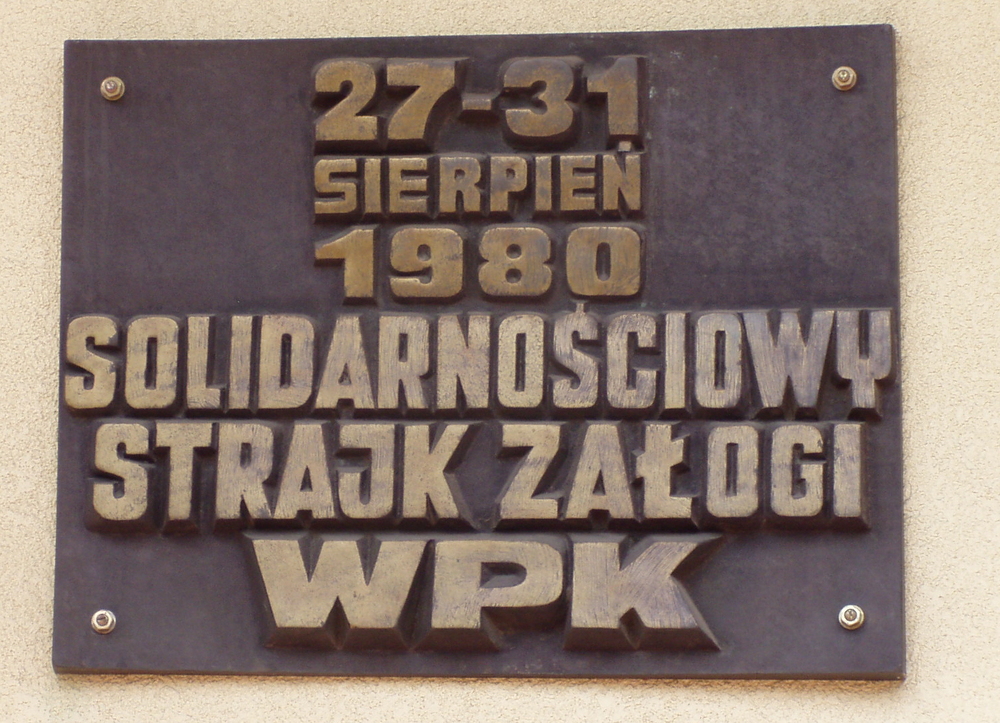 27-31
SIERPIEŃ
1980
SOLIDARNOŚCIOWY
STRAJK ZAŁOGI
WPK